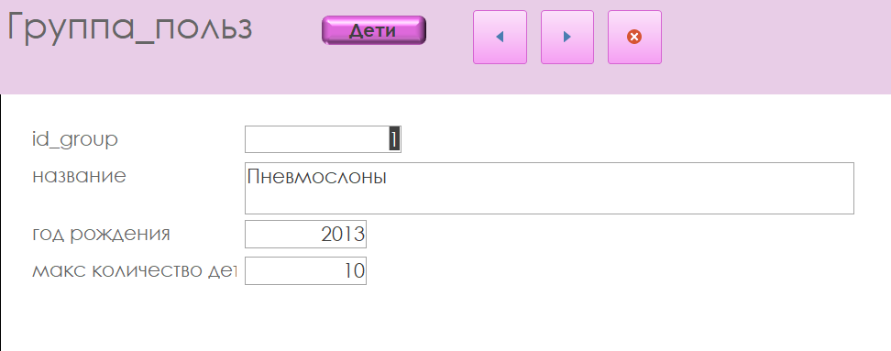 Группа_польз
Дети
id_group 1
название Пневмослоны
год рождения 2013
макс количество дет 10